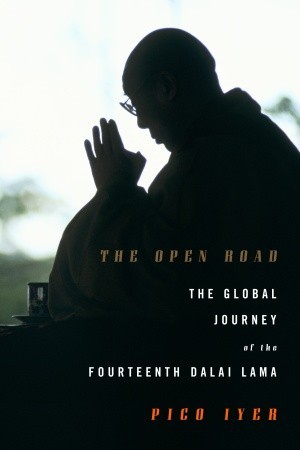 THE OPEN ROAD
THE GLOBAL
JOURNEY
of the
FOURTEENTH DALAI LAMA
PICO IYER